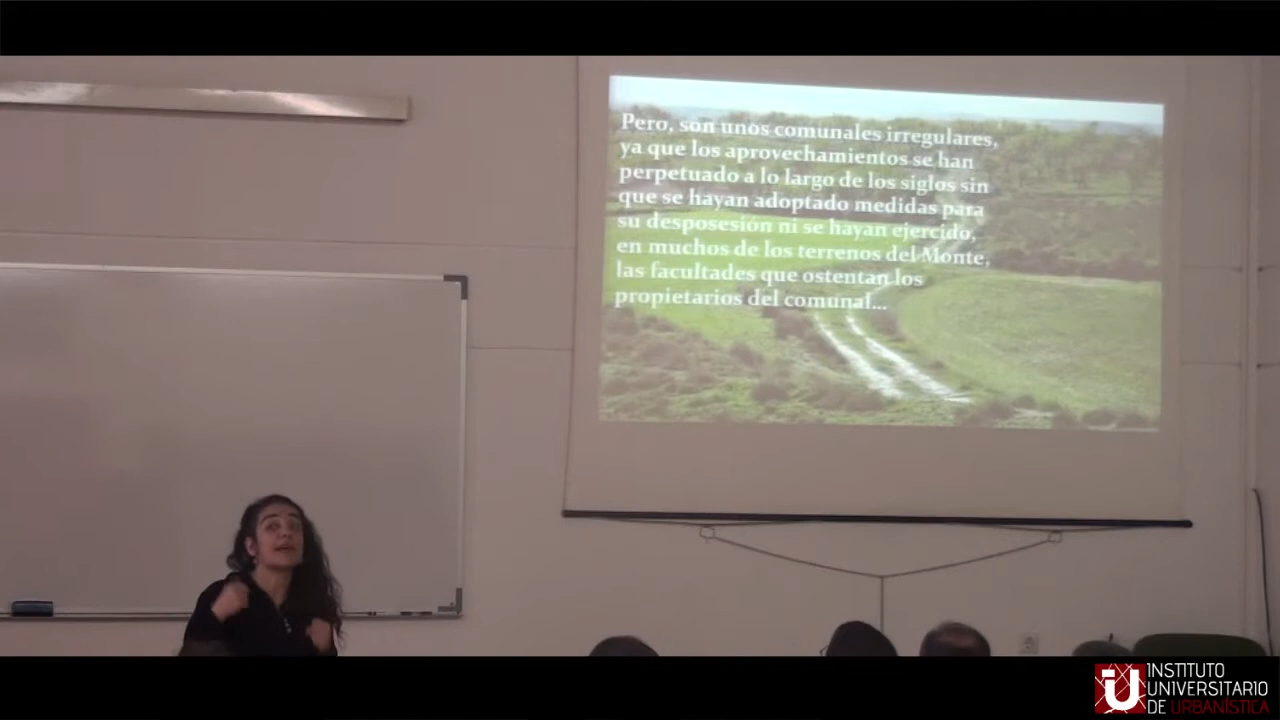 Pero, son unos comunales irregulares,
ya que los aprovechamientos se han
perpetuado a lo largo de los siglos sin
que se hayan adoptado medidas para
su desposesión ni se hayan ejercido,
en muchos de los terrenos del Monte,
las facultades que ostentan los
propietarios del comunal...
iU
INSTITUTO
UNIVERSITARIO
DE URBANÍSTICA